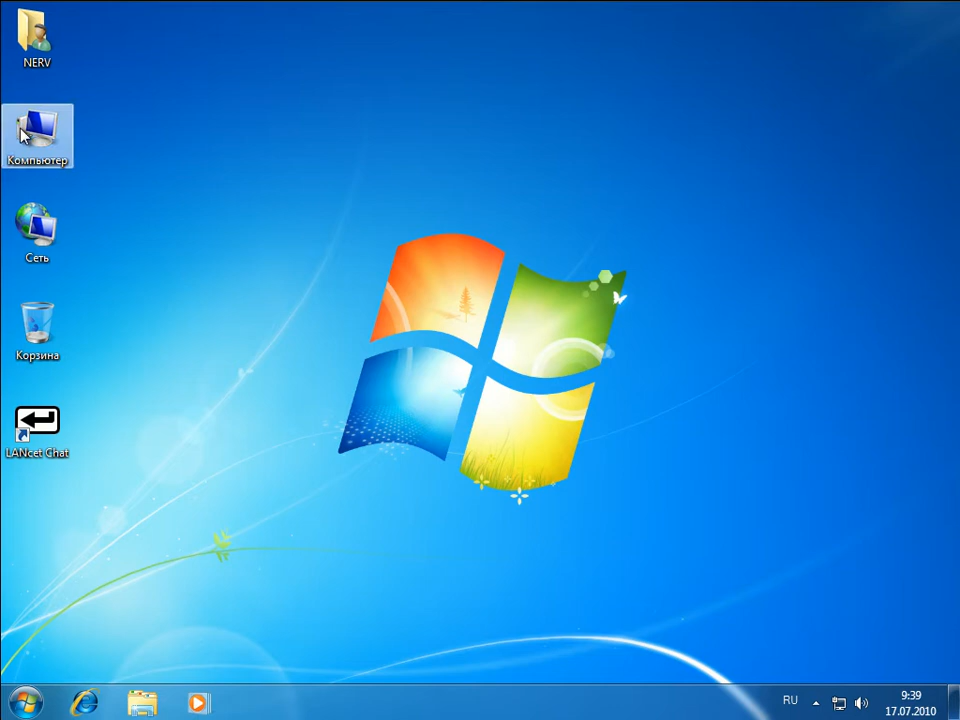 NERV
Компьютер
Сеть
Корзина
LANcet Chat
RU
9:39
17.07.2010